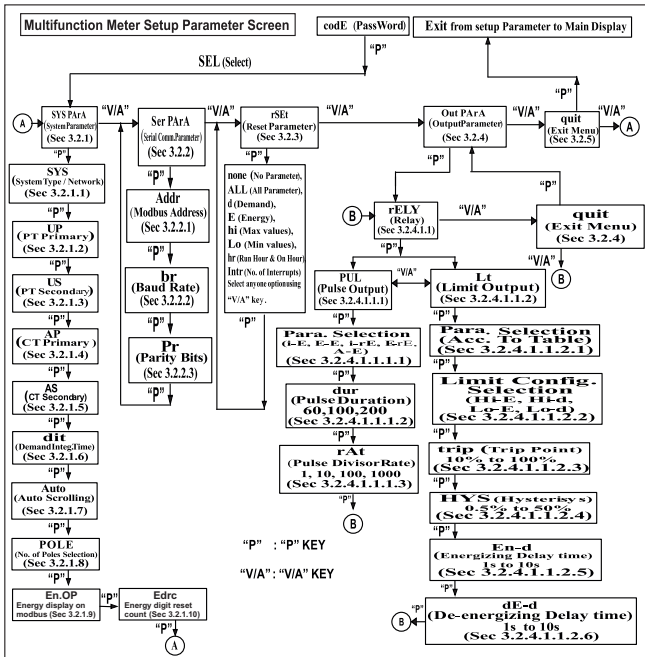 Multifunction Meter Setup Parameter Screen
codE (PassWord)
Exit from setup Parameter to Main Display
"P"
SEL (Select)
"P"
A
SYS PArA
(System Parameter)
(Sec 3.2.1)
"V/A"
Ser PArA
(Serial Comm.Parameter)
(Sec 3.2.2)
"V/A"
rSEt
(Reset Parameter)
(Sec 3.2.3)
"V/A"
Out PArA
(OutputParameter)
(Sec 3.2.4)
"V/A"
quit
(Exit Menu)
(Sec 3.2.5)
"V/A"
A
"P"
SYS
(SystemType / Network)
(Sec 3.2.1.1)
"P"
UP
(PT Primary)
(Sec 3.2.1.2)
"P"
US
(PT Secondary)
(Sec 3.2.1.3)
"P"
AP
(CT Primary)
(Sec 3.2.1.4)
"P"
AS
(CT Secondary)
(Sec 3.2.1.5)
"P"
dit
(DemandInteg.Time)
(Sec 3.2.1.6)
"P"
Auto
(Auto Scrolling)
(Sec 3.2.1.7)
"P"
POLE
(No. of Poles Selection)
(Sec 3.2.1.8)
"P"
En.OP
Energy display on
modbus (Sec 3.2.1.9)
"P"
Edrc
Energy digit reset
count (Sec 3.2.1.10)
"P"
A
"P"
Addr
(Modbus Address)
(Sec 3.2.2.1)
"P"
br
(Baud Rate)
(Sec 3.2.2.2)
"P"
Pr
(Parity Bits)
(Sec 3.2.2.3)
"P"
"P"
none (No Parameter),
ALL (All Parameter),
d (Demand),
E (Energy),
hi (Max values),
Lo (Min values),
hr (Run Hour & On Hour),
Intr (No. of Interrupts)
Select anyone optionusing
"V/A" key.
"P"
"P"
B
rELY
(Relay)
(Sec 3.2.4.1.1)
"V/A"
"P"
quit
(Exit Menu)
(Sec 3.2.4)
"V/A"
B
"P"
PUL
(Pulse Output)
(Sec 3.2.4.1.1.1)
"V/A"
Lt
(Limit Output)
(Sec 3.2.4.1.1.2)
"P"
Para. Selection
(i-E, E-E, i-rE, E-rE,
A-E)
(Sec 3.2.4.1.1.1.1)
"P"
dur
(PulseDuration)
60,100,200
(Sec 3.2.4.1.1.1.2)
"P"
rAt
(Pulse DivisorRate)
1, 10, 100, 1000
(Sec 3.2.4.1.1.1.3)
"P"
B
"P"
Para. Selection
(Acc. To Table)
(Sec 3.2.4.1.1.2.1)
"P"
Limit Config.
Selection
(Hi-E, Hi-d,
Lo-E, Lo-d)
(Sec 3.2.4.1.1.2.2)
"P"
trip (Trip Point)
10% to 100%
(Sec 3.2.4.1.1.2.3)
"P"
HYS (Hysterisys)
0.5% to 50%
(Sec 3.2.4.1.1.2.4)
"P"
En-d
(Energizing Delay time)
1s to 10s
(Sec 3.2.4.1.1.2.5)
"P"
dE-d
(De-energizing Delay time)
1s to 10s
(Sec 3.2.4.1.1.2.6)
"P"
B
"P" : "P" KEY
"V/A" : "V/A" KEY